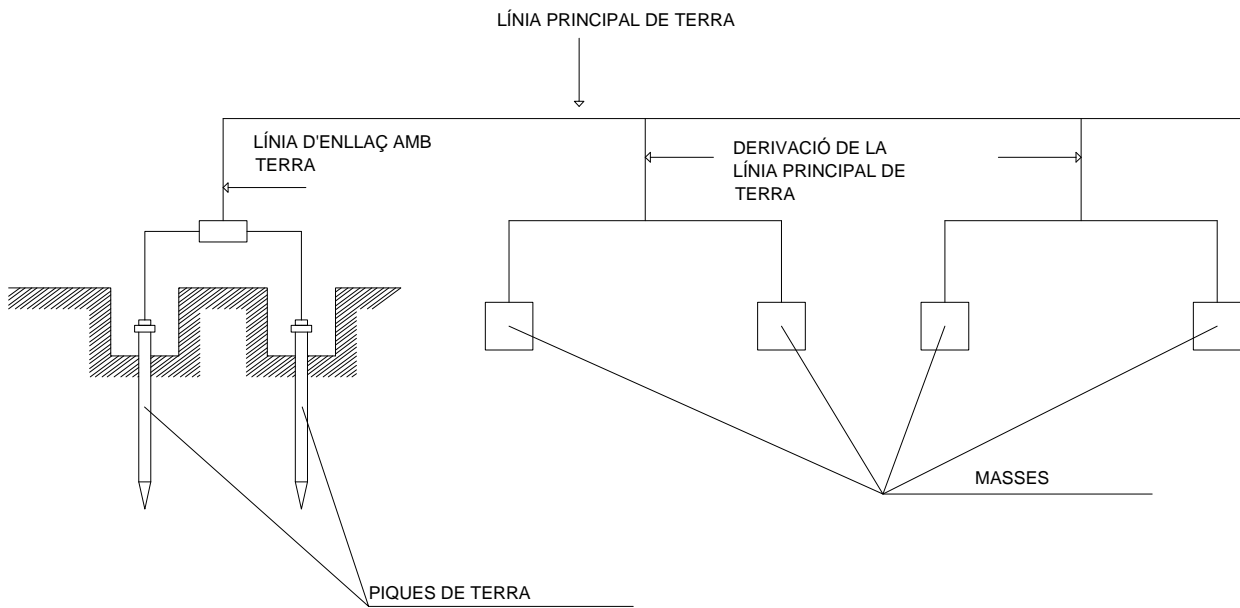 LÍNIA PRINCIPAL DE TERRA
LÍNIA D'ENLLAÇ AMB
TERRA
DERIVACIÓ DE LA
LÍNIA PRINCIPAL DE
TERRA
MASSES
PIQUES DE TERRA